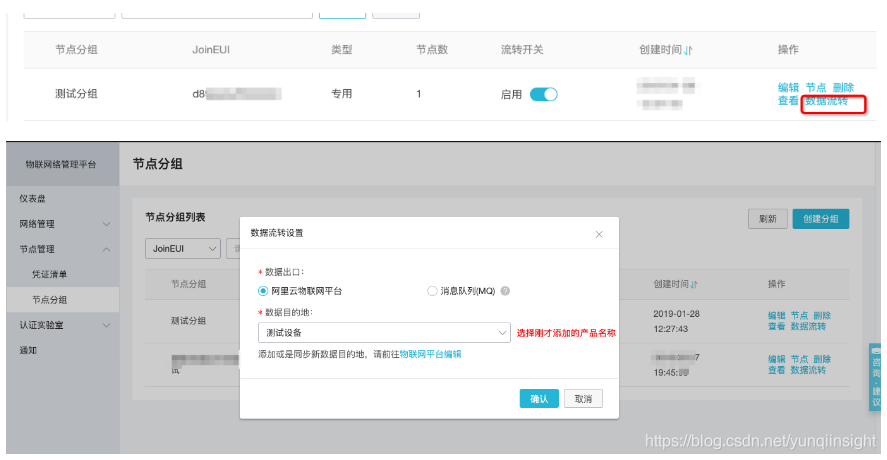 节点分组 JoinEUI 类型 节点数 流转开关 创建时间 操作
测试分组 d8 专用 1 启用 编辑 节点 删除
查看 数据流转
物联网络管理平台 节点分组
仪表盘
网络管理
节点管理
凭证清单
节点分组
认证实验室
通知
节点分组列表 刷新 创建分组
JoinEUI
节点分组 创建时间 操作
测试分组 2019-01-28 编辑 节点 删除
12:27:43 查看 数据流转
7 编辑 节点 删除
试 19:45: 查看 数据流转
数据流转设置
* 数据出口:
阿里云物联网平台 消息队列(MQ)
* 数据目的地:
测试设备 选择刚才添加的产品名称
添加或是同步新数据目的地,请前往物联网平台编辑
确认 取消
咨询·建议
https://blog.csdn.net/yunqiinsight